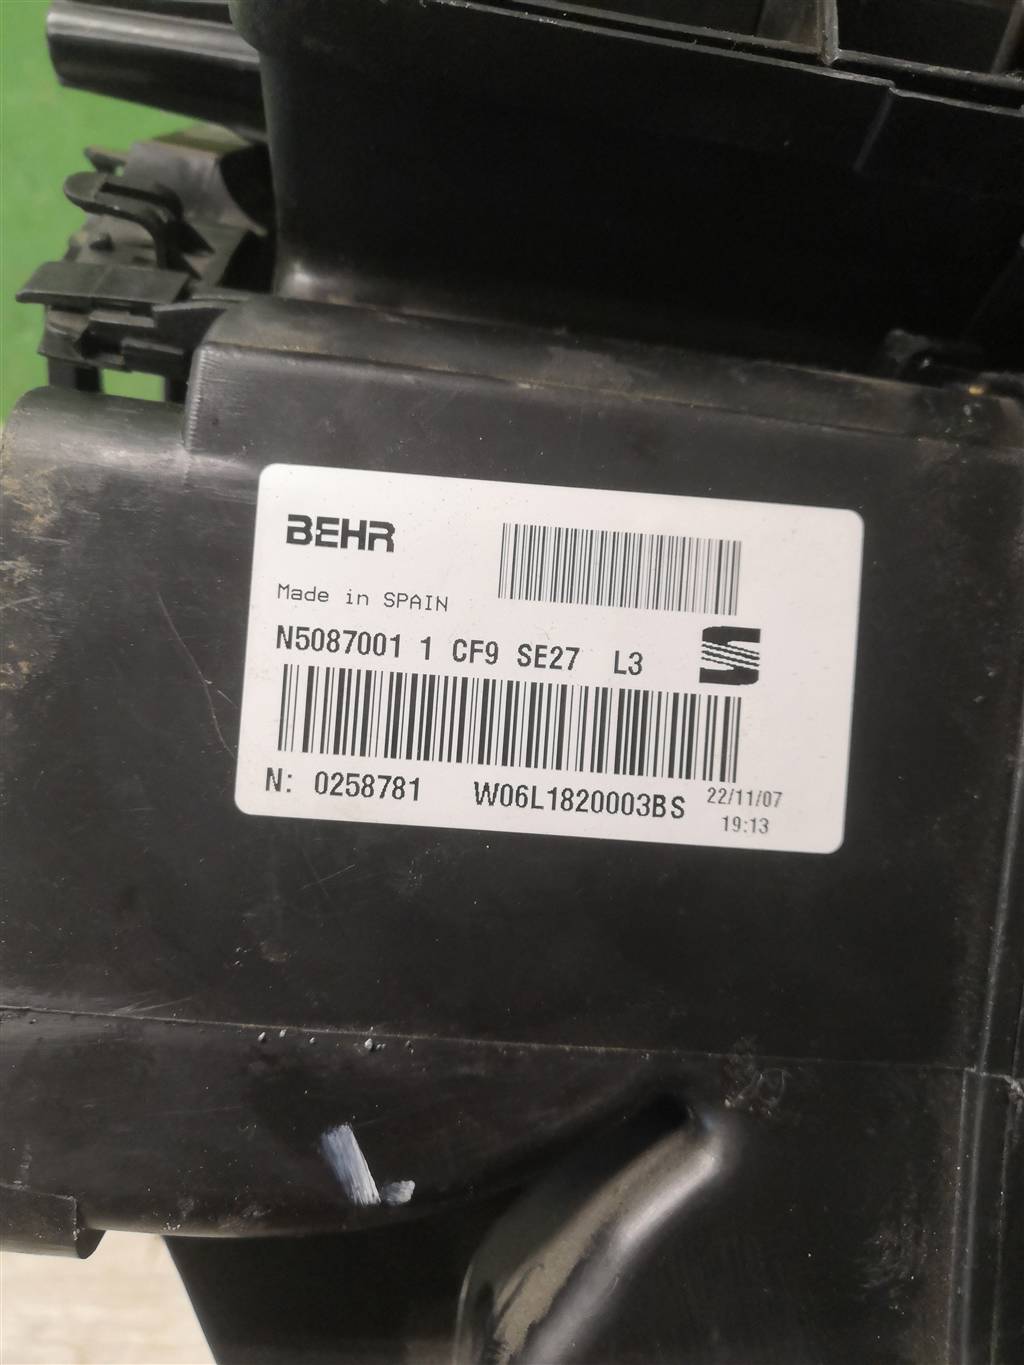 BEHR
Made in SPAIN
N5087001 1 CF9 SE27 L3
N: 0258781 W06L1820003BS 22/11/07
19:13